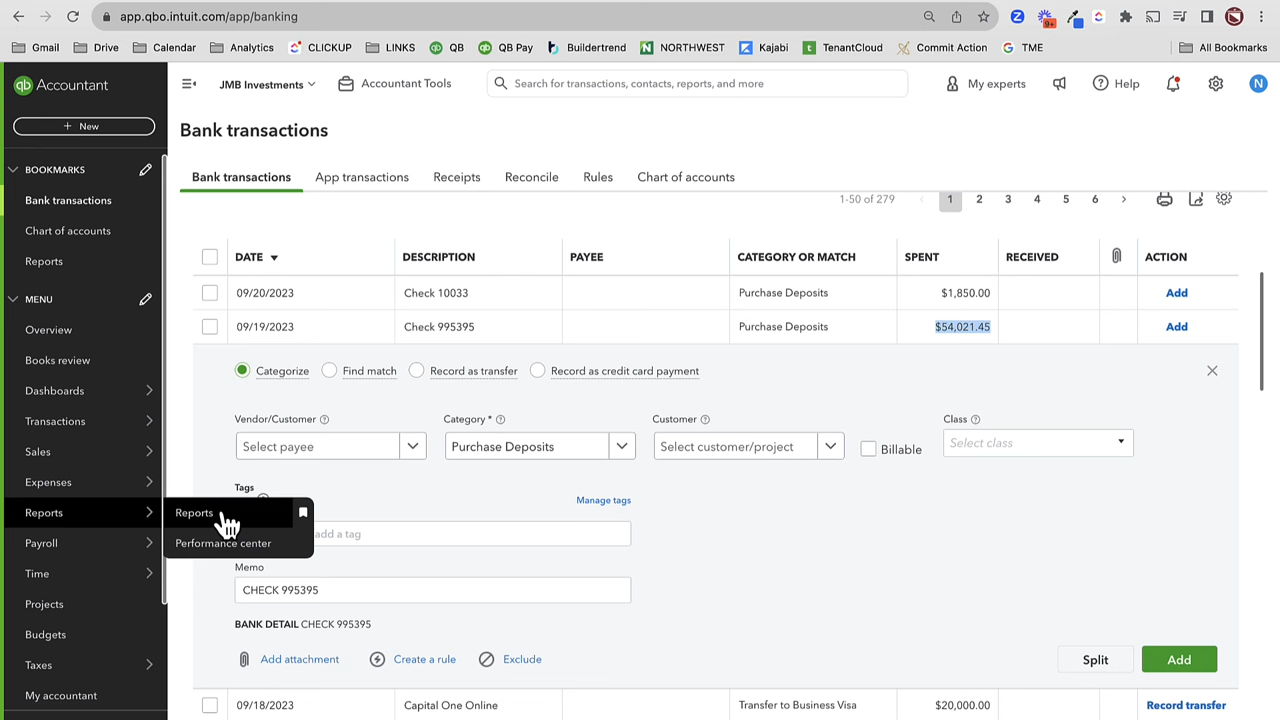 app.qbo.intuit.com/app/banking
9+
Gmail Drive Calendar Analytics CLICKUP LINKS QB QB Pay Buildertrend NORTHWEST Kajabi TenantCloud Commit Action TME All Bookmarks
qb Accountant
JMB Investments Accountant Tools Search for transactions, contacts, reports, and more My experts Help N
+ New
Bank transactions
BOOKMARKS
Bank transactions
Chart of accounts
Reports
MENU
Overview
Books review
Dashboards
Transactions
Sales
Expenses
Reports
Payroll
Time
Projects
Budgets
Taxes
My accountant
Reports
Performance center
Bank transactions App transactions Receipts Reconcile Rules Chart of accounts
1-50 of 279 < 1 2 3 4 5 6 >
DATE DESCRIPTION PAYEE CATEGORY OR MATCH SPENT RECEIVED ACTION
09/20/2023 Check 10033 Purchase Deposits $1,850.00 Add
09/19/2023 Check 995395 Purchase Deposits $54,021.45 Add
Categorize Find match Record as transfer Record as credit card payment
Vendor/Customer Category * Customer Class
Select payee Purchase Deposits Select customer/project Billable Select class
Tags Manage tags
add a tag
Memo
CHECK 995395
BANK DETAIL CHECK 995395
Add attachment Create a rule Exclude Split Add
09/18/2023 Capital One Online Transfer to Business Visa $20,000.00 Record transfer